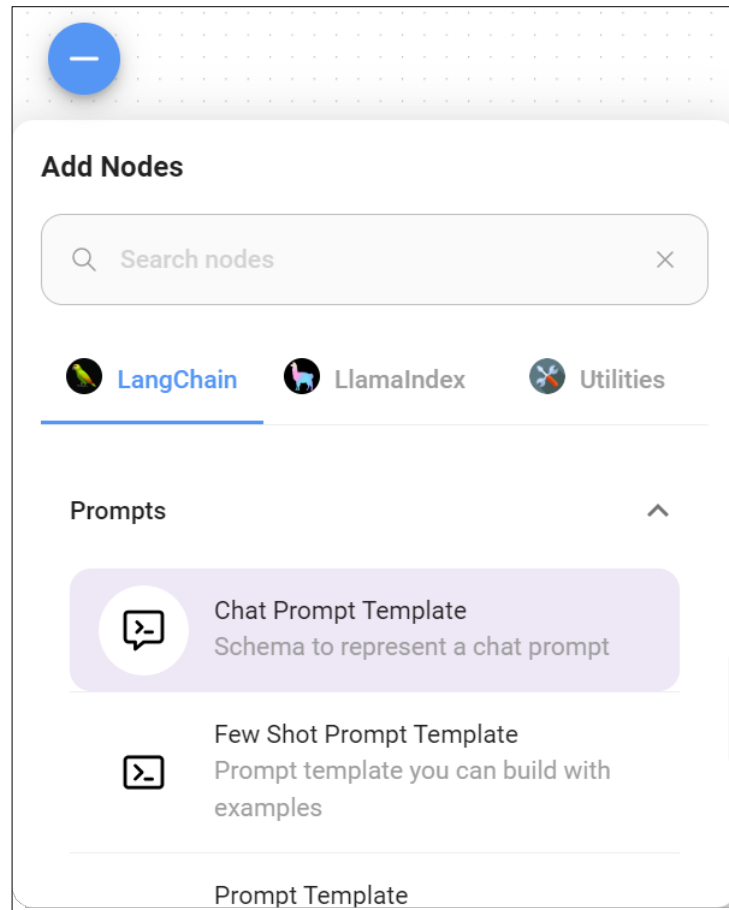 Add Nodes
Search nodes
LangChain
LlamaIndex
Utilities
Prompts
Chat Prompt Template
Schema to represent a chat prompt
Few Shot Prompt Template
Prompt template you can build with
examples
Prompt Template